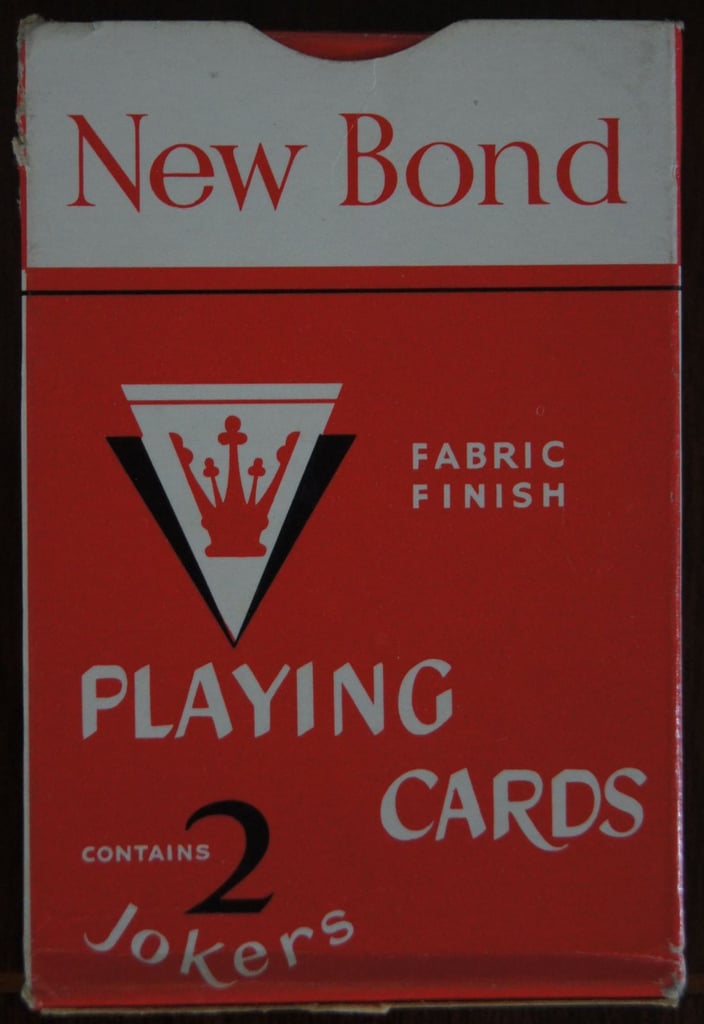 New Bond
FABRIC
FINISH
PLAYING
CARDS
CONTAINS 2
Jokers